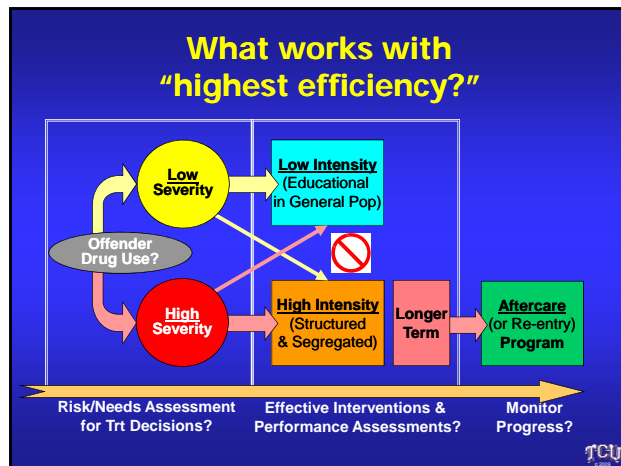 What works with
“highest efficiency?”
Low
Severity
Low Intensity
(Educational
in General Pop)
Offender
Drug Use?
High
Severity
High Intensity
(Structured
& Segregated)
Longer
Term
Aftercare
(or Re-entry)
Program
Risk/Needs Assessment
for Trt Decisions?
Effective Interventions &
Performance Assessments?
Monitor
Progress?
TCU
© 2009